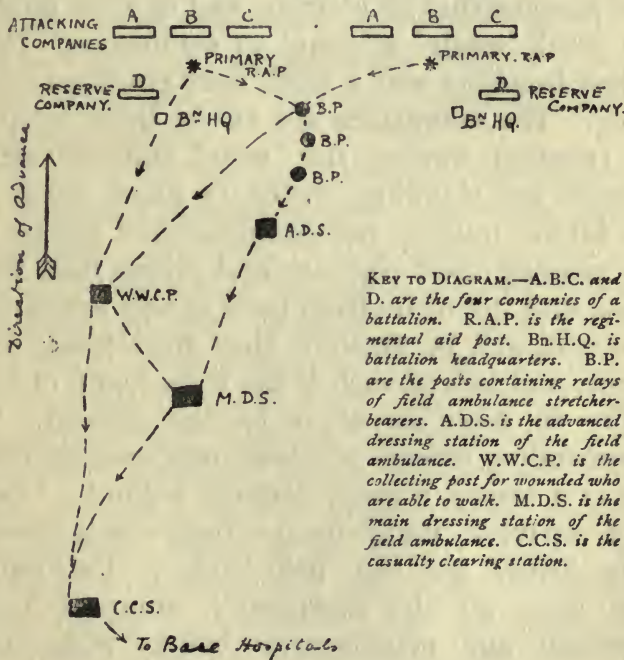 A B C A B C
ATTACKING
COMPANIES
PRIMARY
R.A.P
PRIMARY. R.A.P
RESERVE
COMPANY.
D
Bᴺ HQ.
B.P
B.P.
B.P.
D
RESERVE
COMPANY.
Bᴺ HQ.
A.D.S.
Direction of Advance
W.W.C.P.
M.D.S.
C.C.S.
To Base Hospitals
KEY TO DIAGRAM.—A.B.C. and
D. are the four companies of a
battalion. R.A.P. is the regi-
mental aid post. Bn.H.Q. is
battalion headquarters. B.P.
are the posts containing relays
of field ambulance stretcher-
bearers. A.D.S. is the advanced
dressing station of the field
ambulance. W.W.C.P. is the
collecting post for wounded who
are able to walk. M.D.S. is the
main dressing station of the
field ambulance. C.C.S. is the
casualty clearing station.